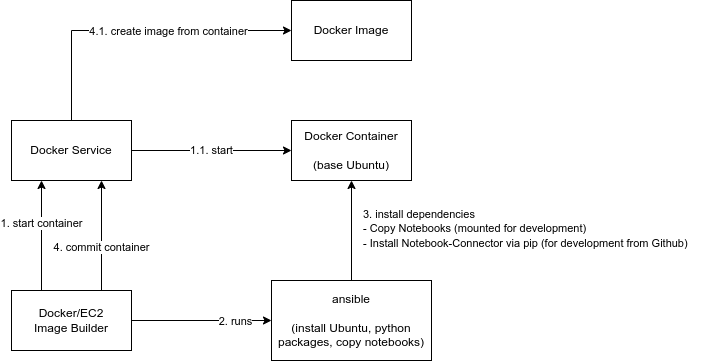 4.1. create image from container
Docker Image
Docker Service
1.1. start
Docker Container
(base Ubuntu)
1. start container
4. commit container
3. install dependencies
- Copy Notebooks (mounted for development)
- Install Notebook-Connector via pip (for development from Github)
Docker/EC2
Image Builder
2. runs
ansible
(install Ubuntu, python
packages, copy notebooks)